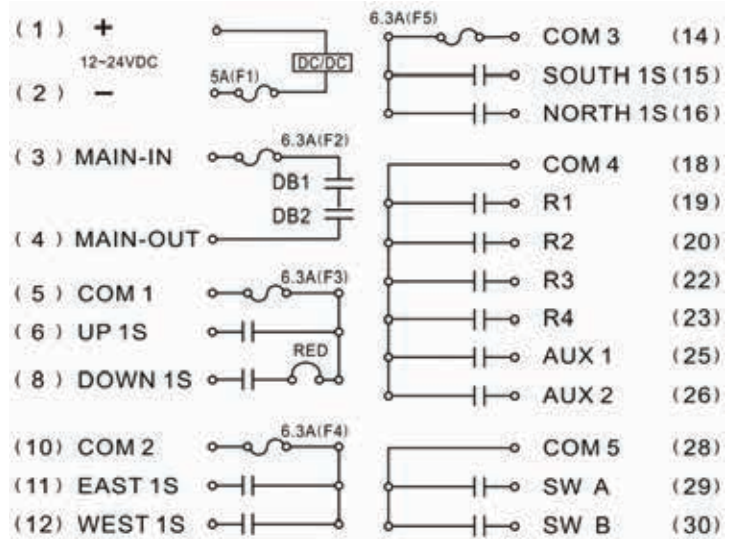 ( 1 ) +
12~24VDC
DC/DC
5A(F1)
( 2 ) −
6.3A(F2)
( 3 ) MAIN-IN
DB1
DB2
( 4 ) MAIN-OUT
6.3A(F3)
( 5 ) COM 1
( 6 ) UP 1S
RED
( 8 ) DOWN 1S
6.3A(F4)
(10) COM 2
(11) EAST 1S
(12) WEST 1S
6.3A(F5)
COM 3 (14)
SOUTH 1S(15)
NORTH 1S(16)
COM 4 (18)
R1 (19)
R2 (20)
R3 (22)
R4 (23)
AUX 1 (25)
AUX 2 (26)
COM 5 (28)
SW A (29)
SW B (30)